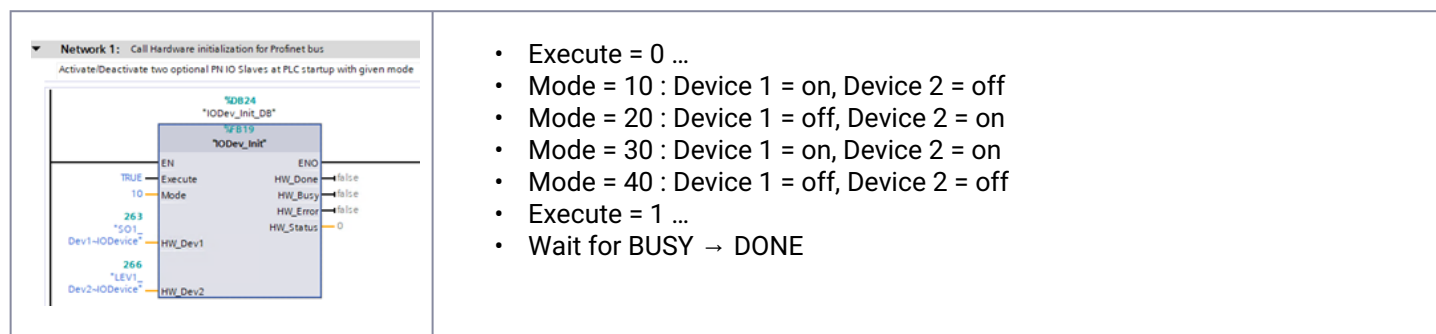 Network 1: Call Hardware initialization for Profinet bus
Activate/Deactivate two optional PN IO Slaves at PLC startup with given mode
%DB24
"IODev_Init_DB"
%FB19
"IODev_Init"
EN ENO
TRUE Execute HW_Done false
10 Mode HW_Busy false
HW_Error false
263 HW_Status 0
"SO1_
Dev1~IODevice" HW_Dev1
266
"LEV1_
Dev2~IODevice" HW_Dev2
• Execute = 0 ...
• Mode = 10 : Device 1 = on, Device 2 = off
• Mode = 20 : Device 1 = off, Device 2 = on
• Mode = 30 : Device 1 = on, Device 2 = on
• Mode = 40 : Device 1 = off, Device 2 = off
• Execute = 1 ...
• Wait for BUSY → DONE